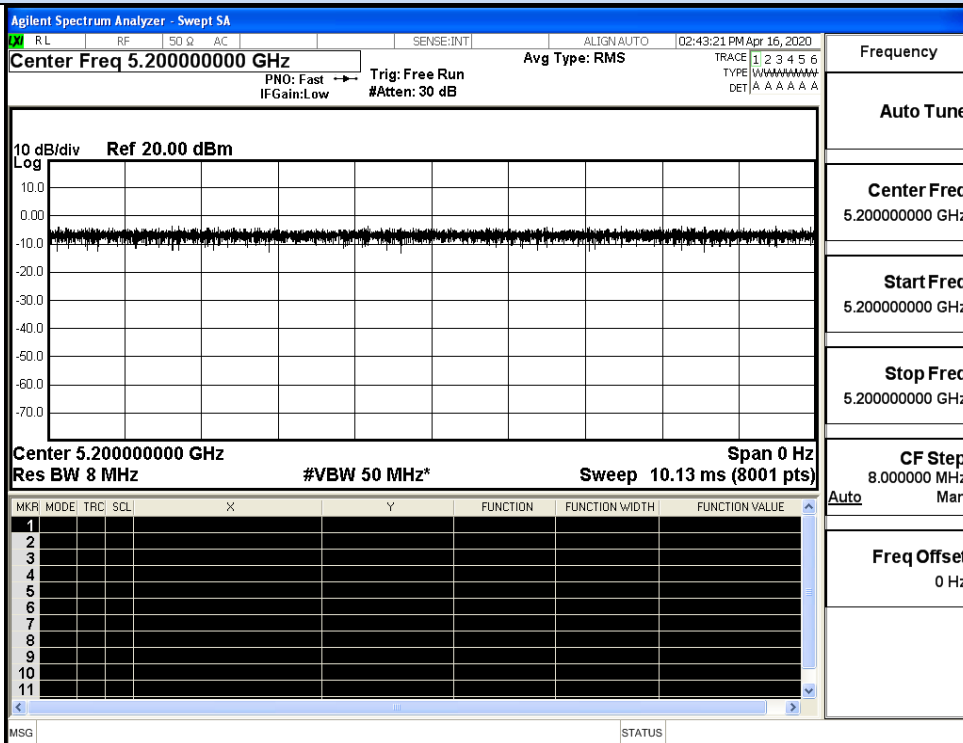 Agilent Spectrum Analyzer - Swept SA
LXI RL RF 50 Ω AC SENSE:INT ALIGN AUTO 02:43:21 PM Apr 16, 2020
Center Freq 5.200000000 GHz Avg Type: RMS TRACE 1 2 3 4 5 6
PNO: Fast Trig: Free Run TYPE WWWWWW
IFGain:Low #Atten: 30 dB DET A A A A A A
10 dB/div Ref 20.00 dBm
Log
10.0
0.00
-10.0
-20.0
-30.0
-40.0
-50.0
-60.0
-70.0
Center 5.200000000 GHz Span 0 Hz
Res BW 8 MHz #VBW 50 MHz* Sweep 10.13 ms (8001 pts)
MKR MODE TRC SCL X Y FUNCTION FUNCTION WIDTH FUNCTION VALUE
1
2
3
4
5
6
7
8
9
10
11
MSG STATUS
Frequency
Auto Tune
Center Freq
5.200000000 GHz
Start Freq
5.200000000 GHz
Stop Freq
5.200000000 GHz
CF Step
8.000000 MHz
Auto Man
Freq Offset
0 Hz